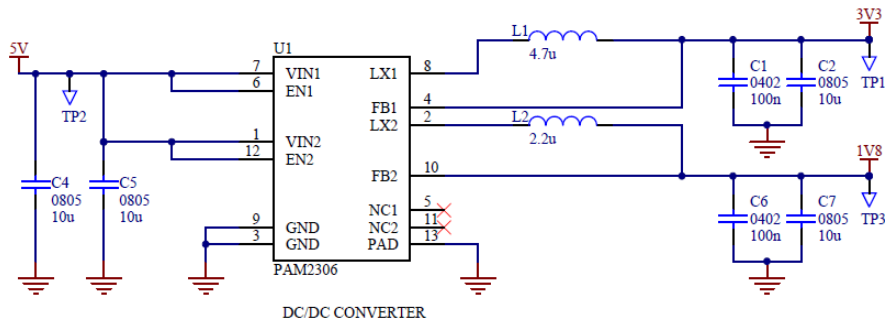 5V
3V3
U1
L1
4.7u
7
VIN1
LX1
8
6
EN1
C1
0402
100n
C2
0805
10u
TP1
TP2
FB1
4
LX2
2
L2
2.2u
1
VIN2
12
EN2
1V8
FB2
10
C4
0805
10u
C5
0805
10u
NC1
5
C6
0402
100n
C7
0805
10u
TP3
9
GND
NC2
11
3
GND
PAD
13
PAM2306
DC/DC CONVERTER